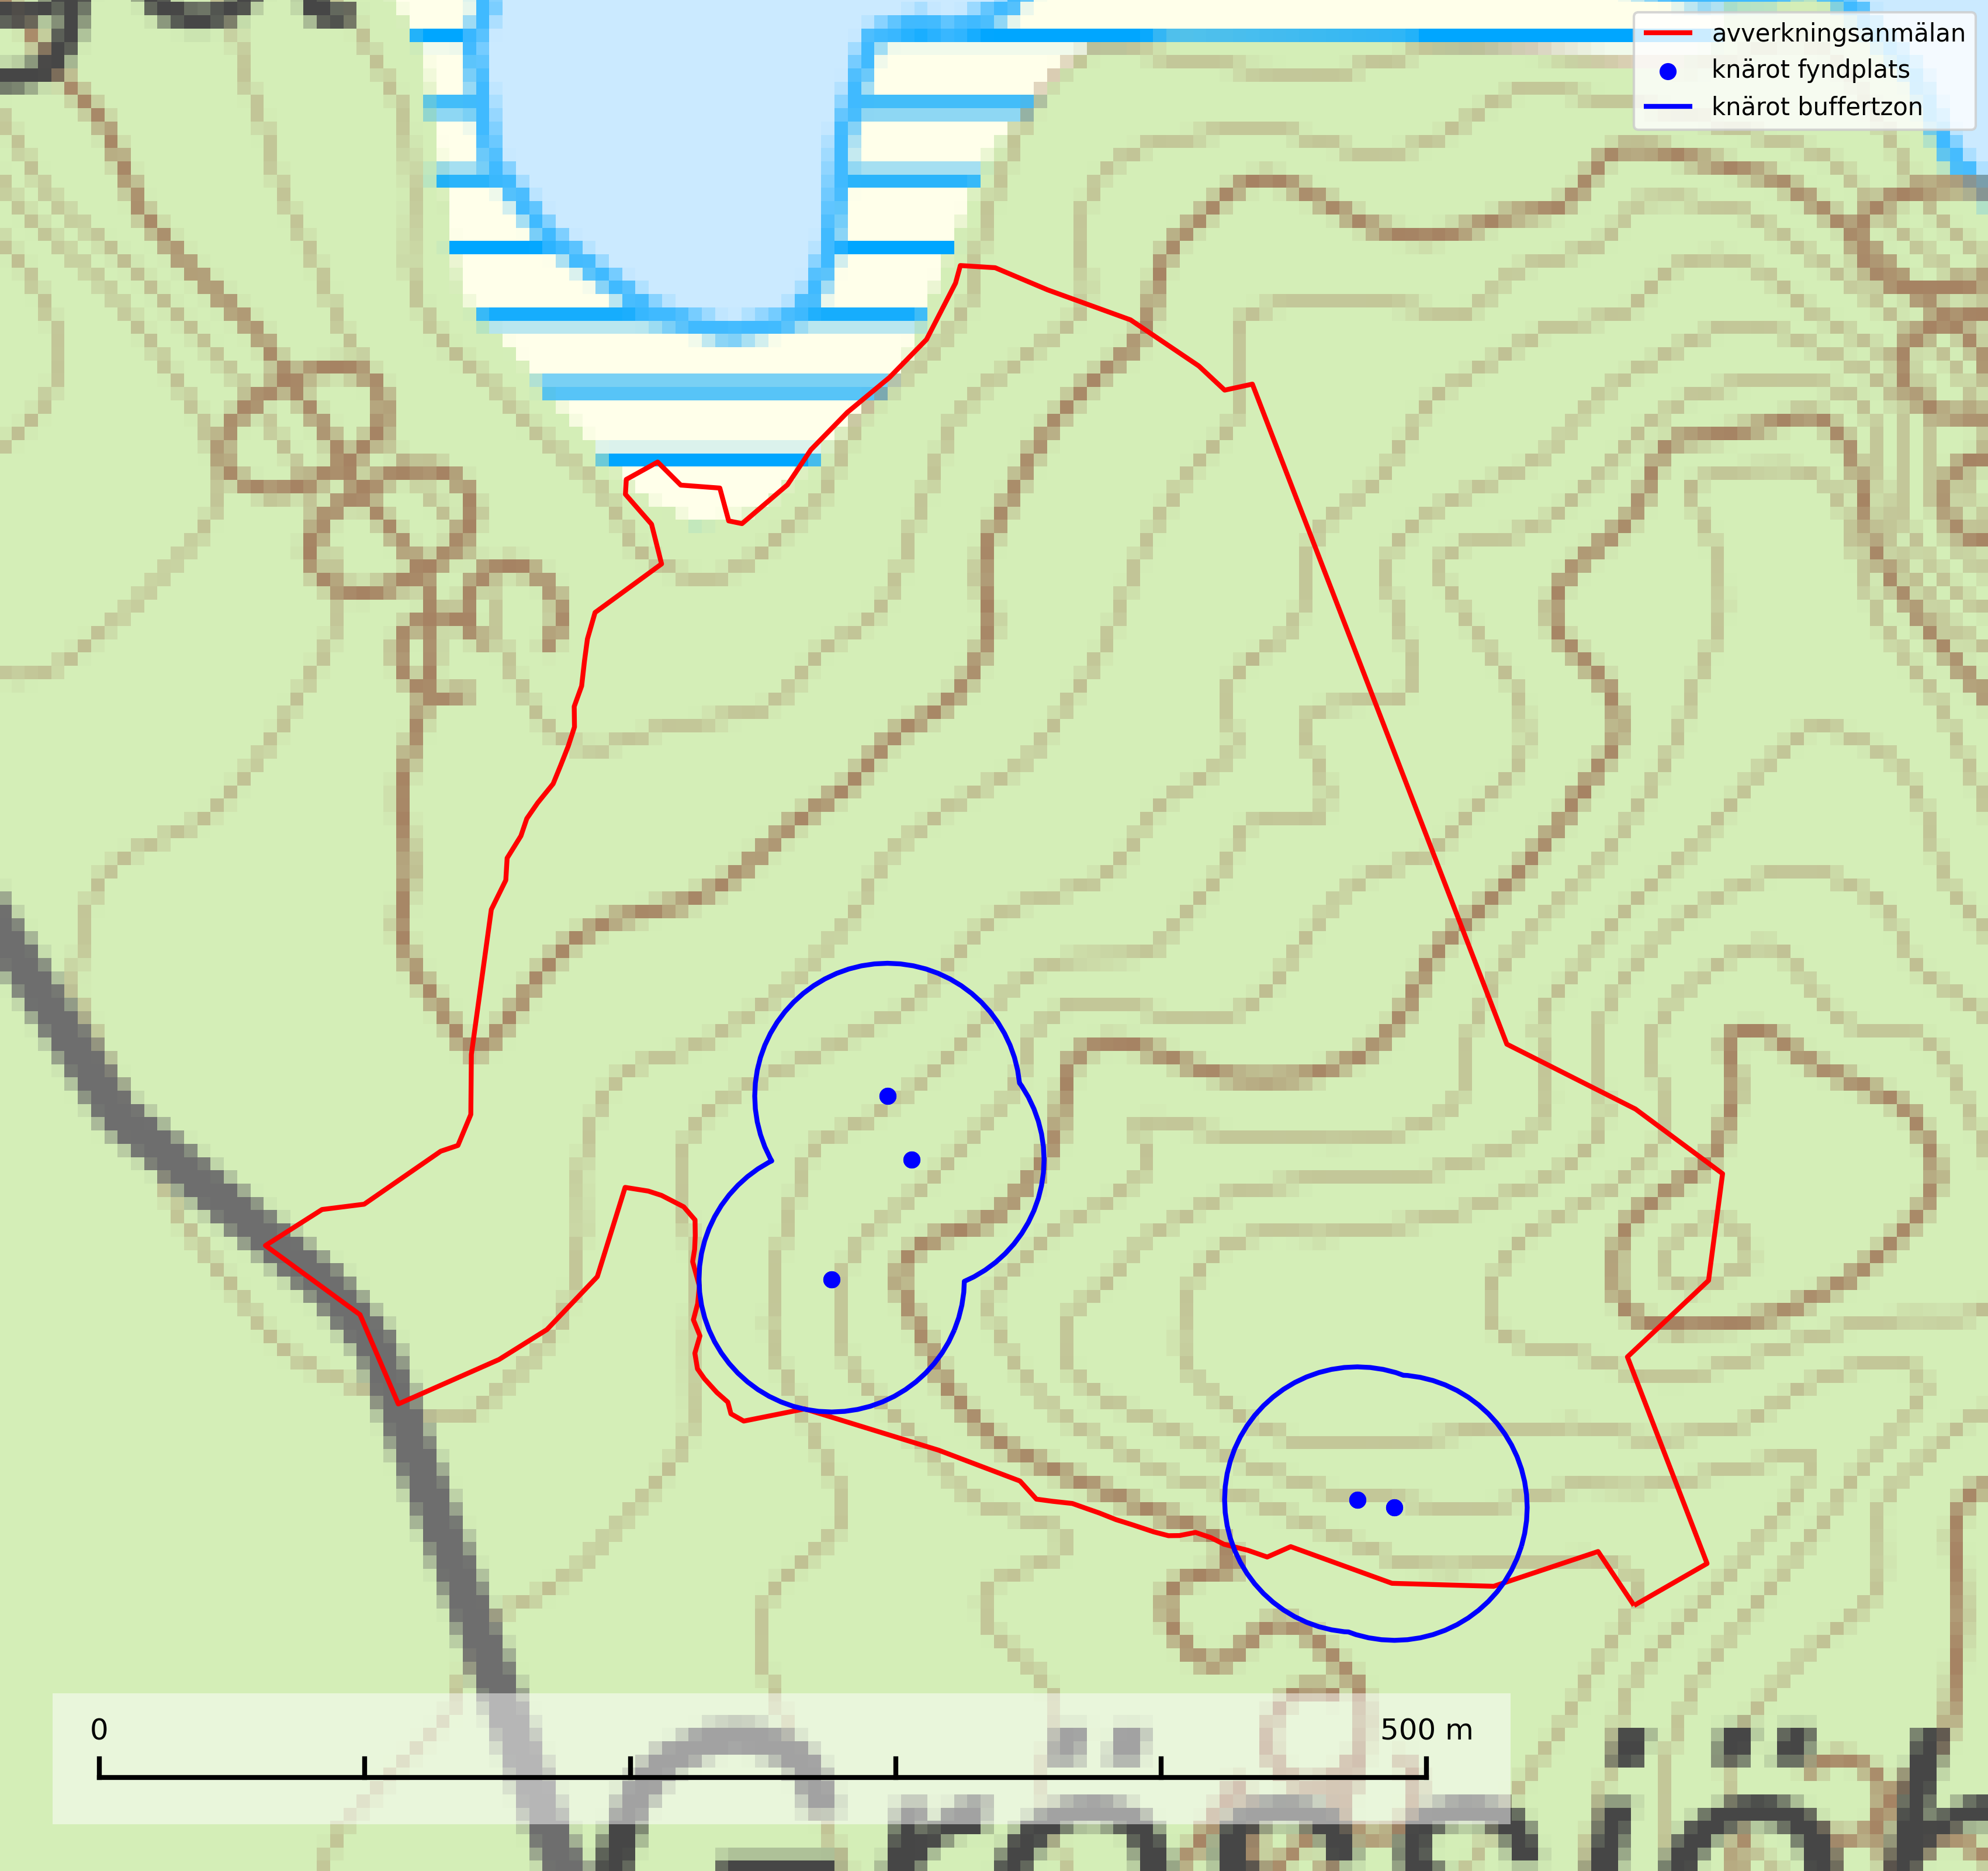 avverkningsanmälan
knärot fyndplats
knärot buffertzon
0
500 m